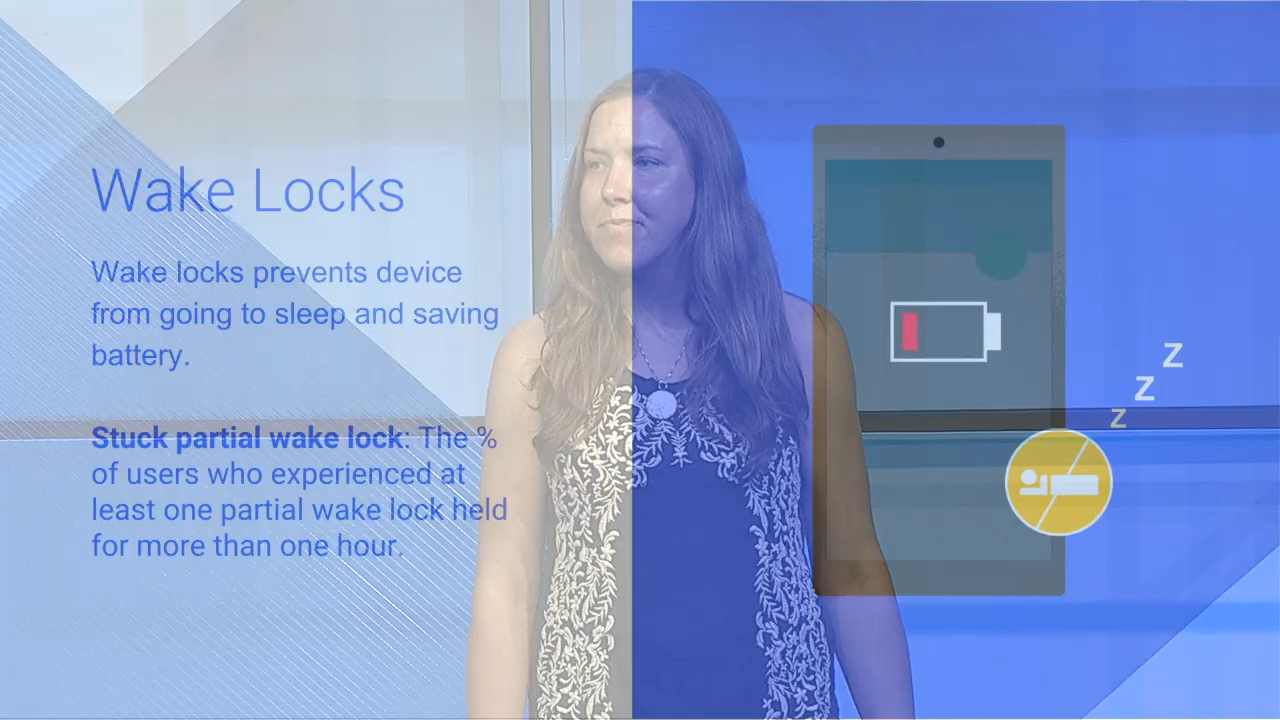 Wake Locks
Wake locks prevents device
from going to sleep and saving
battery.
Stuck partial wake lock: The %
of users who experienced at
least one partial wake lock held
for more than one hour.
z
z
z